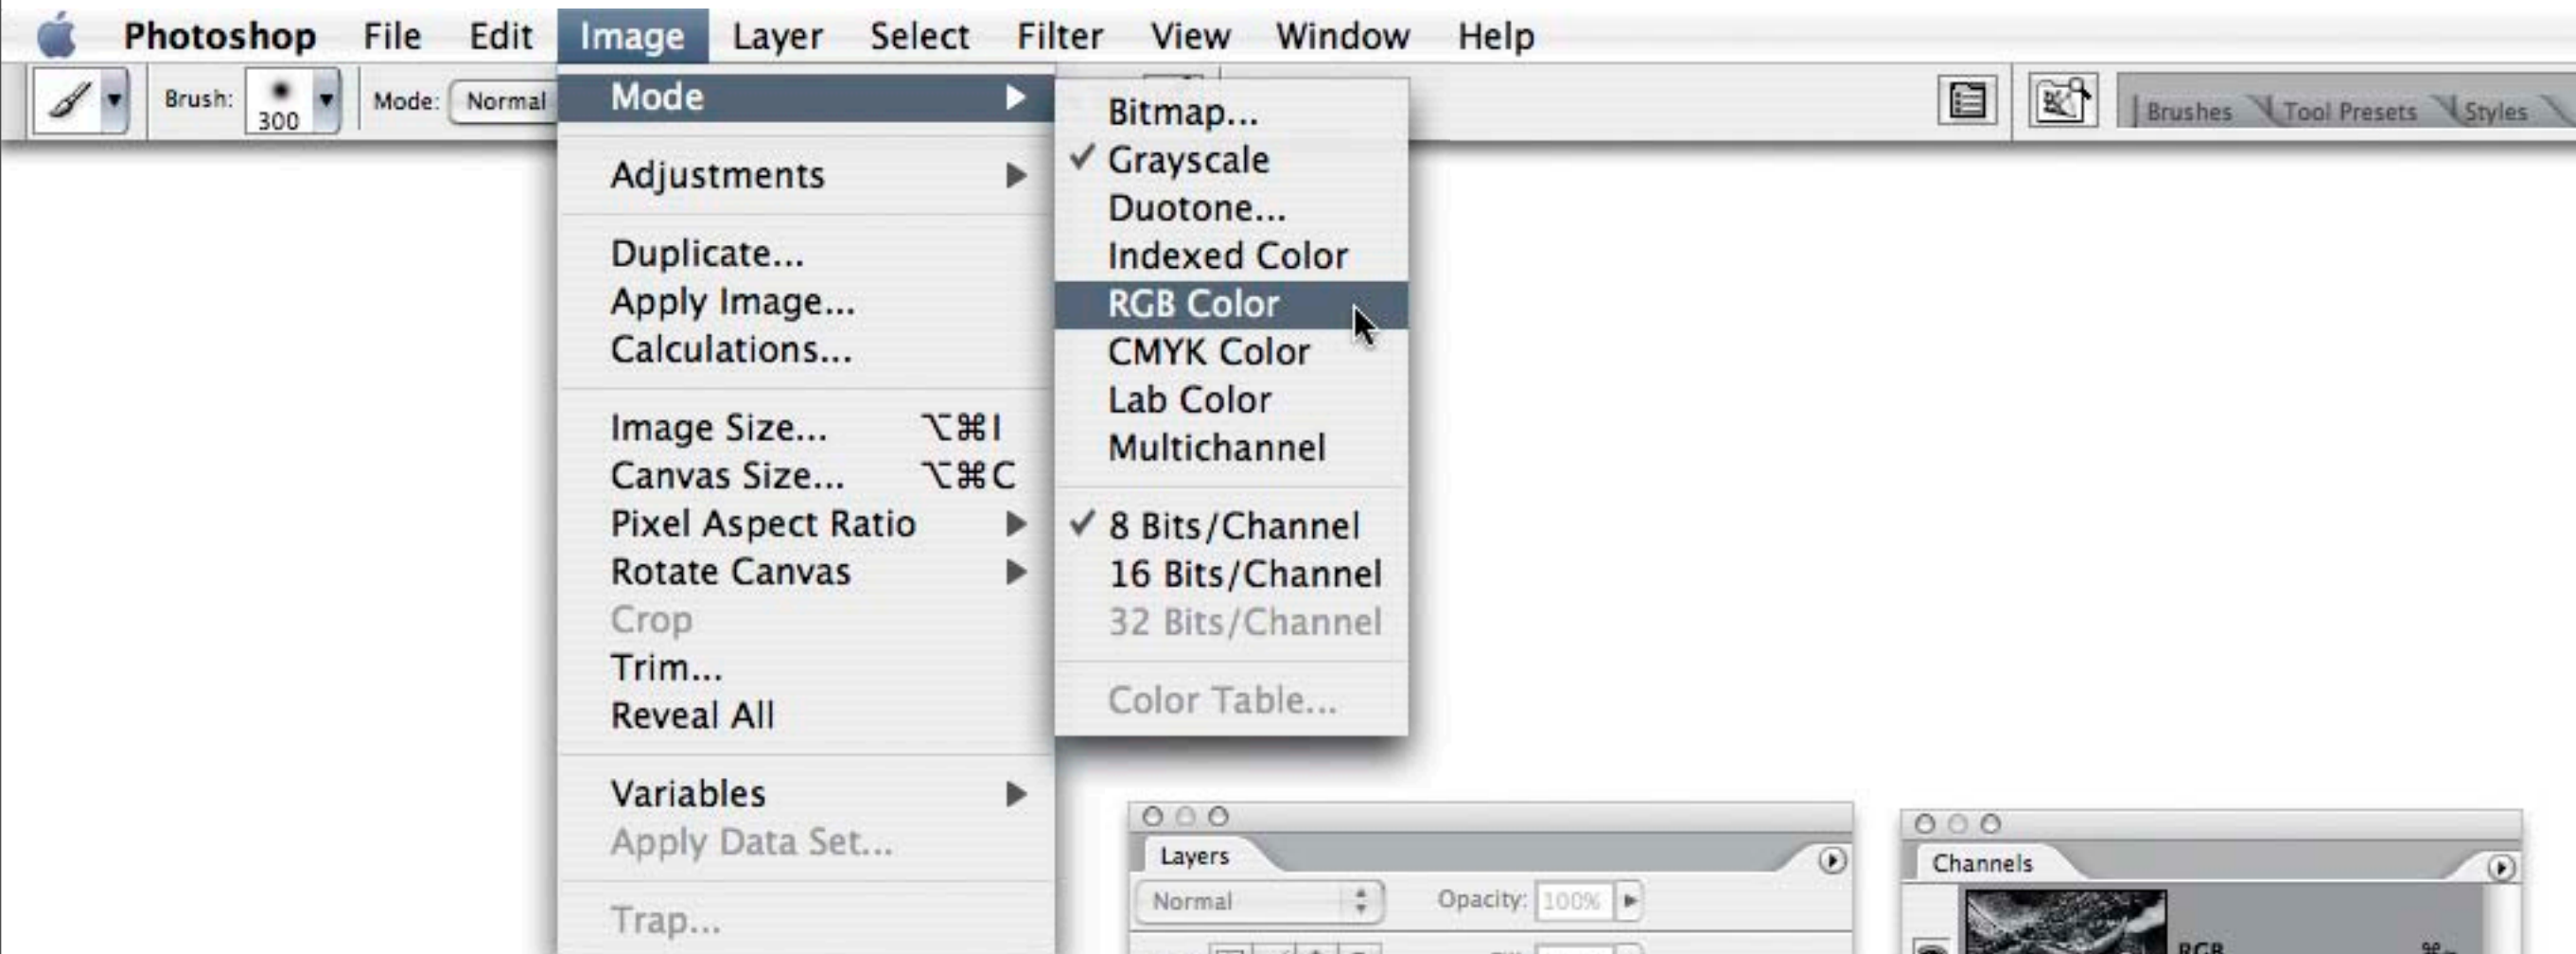 Photoshop File Edit Image Layer Select Filter View Window Help
Brush: 300 Mode: Normal
Brushes Tool Presets Styles
Mode
Adjustments
Duplicate...
Apply Image...
Calculations...
Image Size... ⌥⌘I
Canvas Size... ⌥⌘C
Pixel Aspect Ratio
Rotate Canvas
Crop
Trim...
Reveal All
Variables
Apply Data Set...
Trap...
Bitmap...
✓ Grayscale
Duotone...
Indexed Color
RGB Color
CMYK Color
Lab Color
Multichannel
✓ 8 Bits/Channel
16 Bits/Channel
32 Bits/Channel
Color Table...
Layers
Normal Opacity: 100%
Channels
RGB